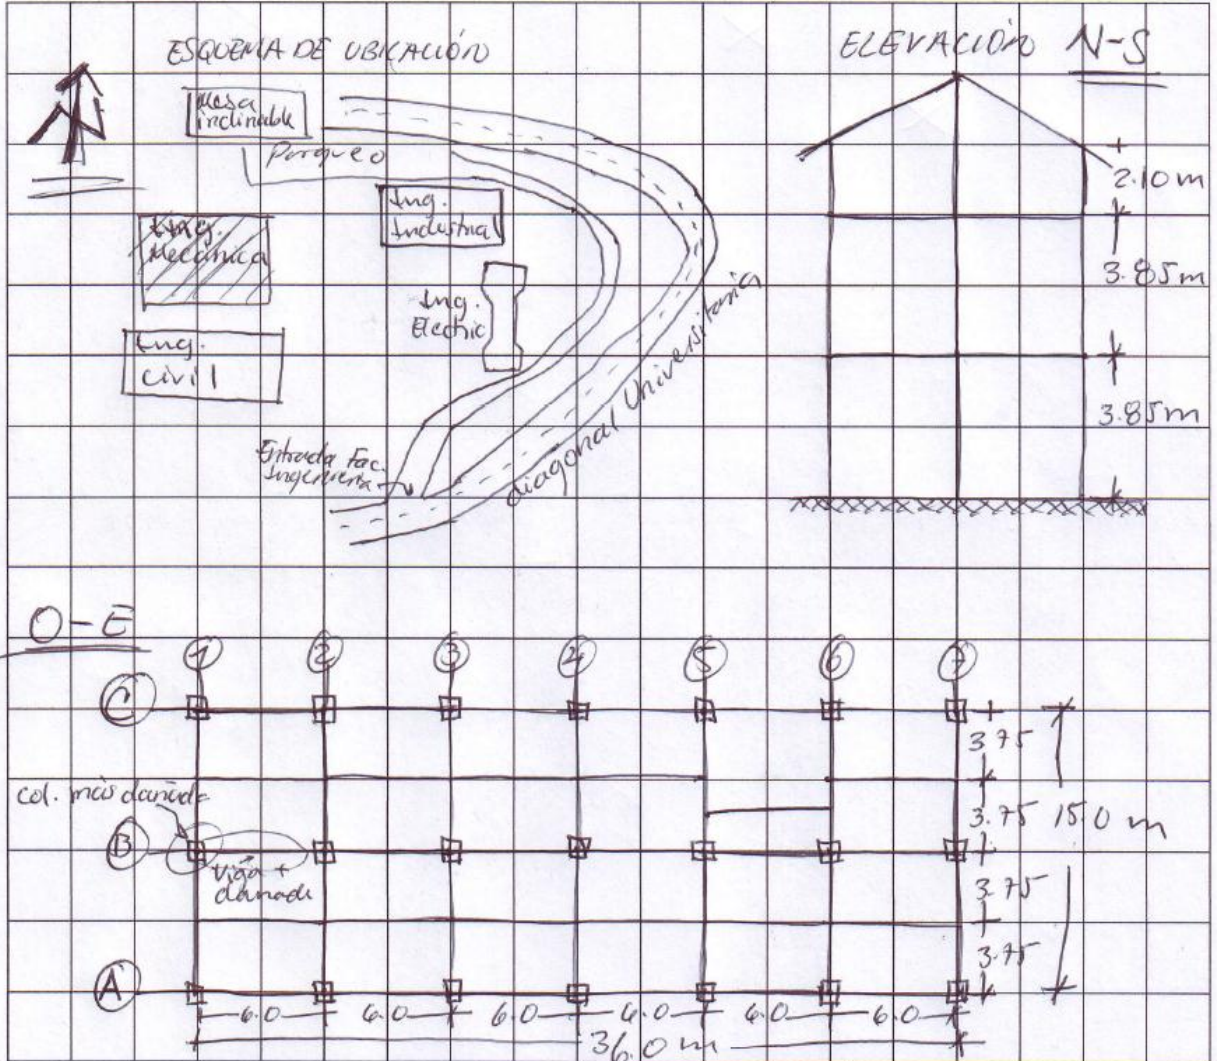 ESQUEMA DE UBICACIÓN
ELEVACIÓN N-S
Mesa
inclinable
Parqueo
Ing.
Industrial
Ing.
Mecánica
Ing.
Electric
Ing.
Civil
Entrada Fac.
Ingeniería
diagonal Universitaria
2.10 m
3.85m
3.85m
O-E
1 2 3 4 5 6 7
C
3.75
col. más dañada
3.75 15.0 m
B
viga +
dañada
3.75
3.75
A
6.0 6.0 6.0 6.0 6.0 6.0
36.0 m